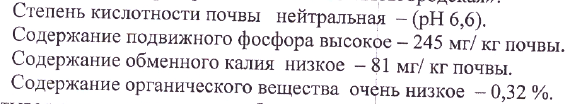 Степень кислотности почвы нейтральная – (рН 6,6).
Содержание подвижного фосфора высокое – 245 мг/ кг почвы.
Содержание обменного калия низкое – 81 мг/ кг почвы.
Содержание органического вещества очень низкое – 0,32 %.